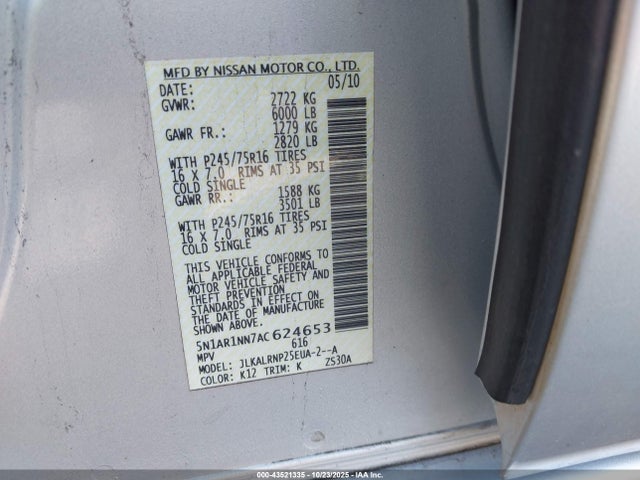 MFD BY NISSAN MOTOR CO., LTD.
DATE: 05/10
GVWR: 2722 KG
6000 LB
GAWR FR.: 1279 KG
2820 LB
WITH P245/75R16 TIRES
16 X 7.0 RIMS AT 35 PSI
COLD SINGLE
GAWR RR.: 1588 KG
3501 LB
WITH P245/75R16 TIRES
16 X 7.0 RIMS AT 35 PSI
COLD SINGLE
THIS VEHICLE CONFORMS TO
ALL APPLICABLE FEDERAL
MOTOR VEHICLE SAFETY AND
THEFT PREVENTION
STANDARDS IN EFFECT ON
THE DATE OF MANUFACTURE
SHOWN ABOVE.
5N1AR1NN7AC624653
MPV 616
MODEL: JLKALRNP25EUA-2--A
COLOR: K12 TRIM: K ZS30A
000-43521335 - 10/23/2025 - IAA Inc.